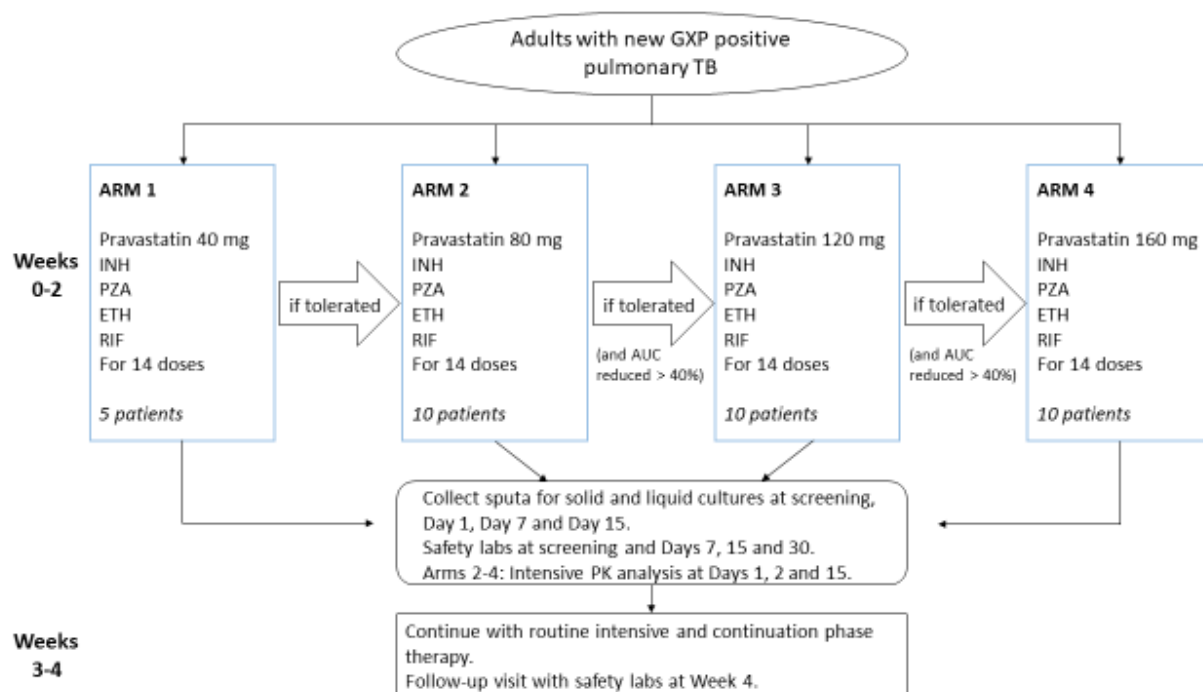 Adults with new GXP positive
pulmonary TB
Weeks
0-2
ARM 1
Pravastatin 40 mg
INH
PZA
ETH
RIF
For 14 doses
5 patients
if tolerated
ARM 2
Pravastatin 80 mg
INH
PZA
ETH
RIF
For 14 doses
10 patients
if tolerated
(and AUC
reduced > 40%)
ARM 3
Pravastatin 120 mg
INH
PZA
ETH
RIF
For 14 doses
10 patients
if tolerated
(and AUC
reduced > 40%)
ARM 4
Pravastatin 160 mg
INH
PZA
ETH
RIF
For 14 doses
10 patients
Collect sputa for solid and liquid cultures at screening,
Day 1, Day 7 and Day 15.
Safety labs at screening and Days 7, 15 and 30.
Arms 2-4: Intensive PK analysis at Days 1, 2 and 15.
Weeks
3-4
Continue with routine intensive and continuation phase
therapy.
Follow-up visit with safety labs at Week 4.